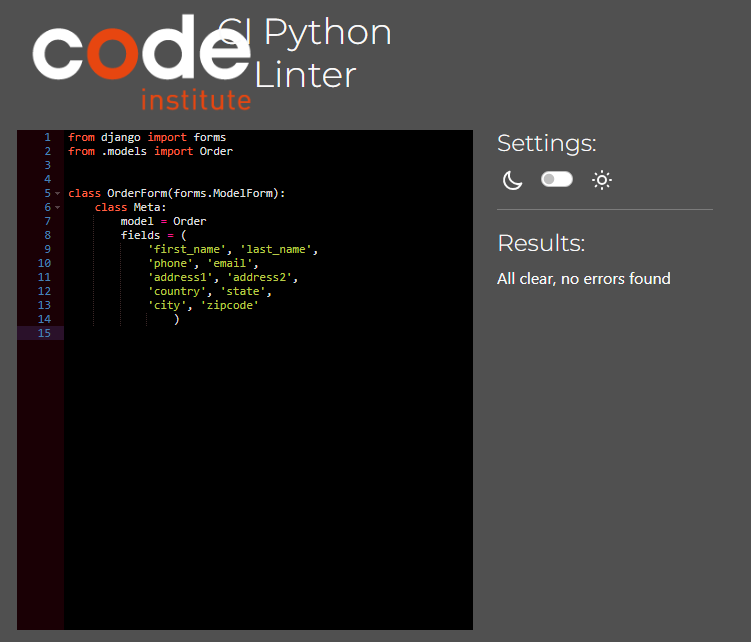 code
institute
CI Python
Linter
1 from django import forms
2 from .models import Order
3
4
5 class OrderForm(forms.ModelForm):
6     class Meta:
7         model = Order
8         fields = (
9             'first_name', 'last_name',
10             'phone', 'email',
11             'address1', 'address2',
12             'country', 'state',
13             'city', 'zipcode'
14                 )
15
Settings:
Results:
All clear, no errors found